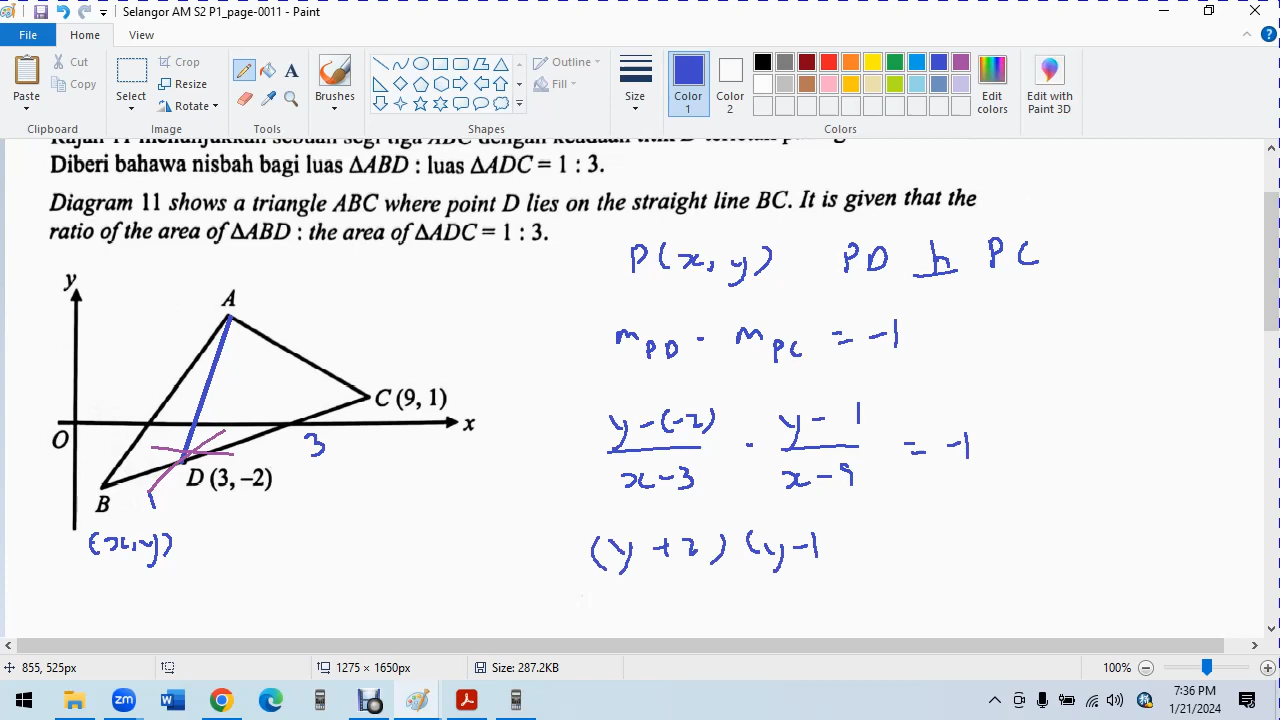 Selangor AM S2 P1_page-0011 - Paint
File Home View
Paste Cut Copy Clipboard
Select Crop Resize Rotate Image
A Tools
Brushes
Outline Fill Shapes
Size
Color 1 Color 2 Colors
Edit colors
Edit with Paint 3D
Diberi bahawa nisbah bagi luas ΔABD : luas ΔADC = 1 : 3.
Diagram 11 shows a triangle ABC where point D lies on the straight line BC. It is given that the
ratio of the area of ΔABD : the area of ΔADC = 1 : 3.
y
A
C (9, 1)
O
x
3
D (3, –2)
B
(x, y)
P(x, y) PD ⊥ PC
m PD . m PC = -1
y-(-2)/x-3 . y-1/x-9 = -1
(y+2)(y-1
855, 525px 1275 × 1650px Size: 287.2KB 100%
zm W
7:36 PM
1/21/2024